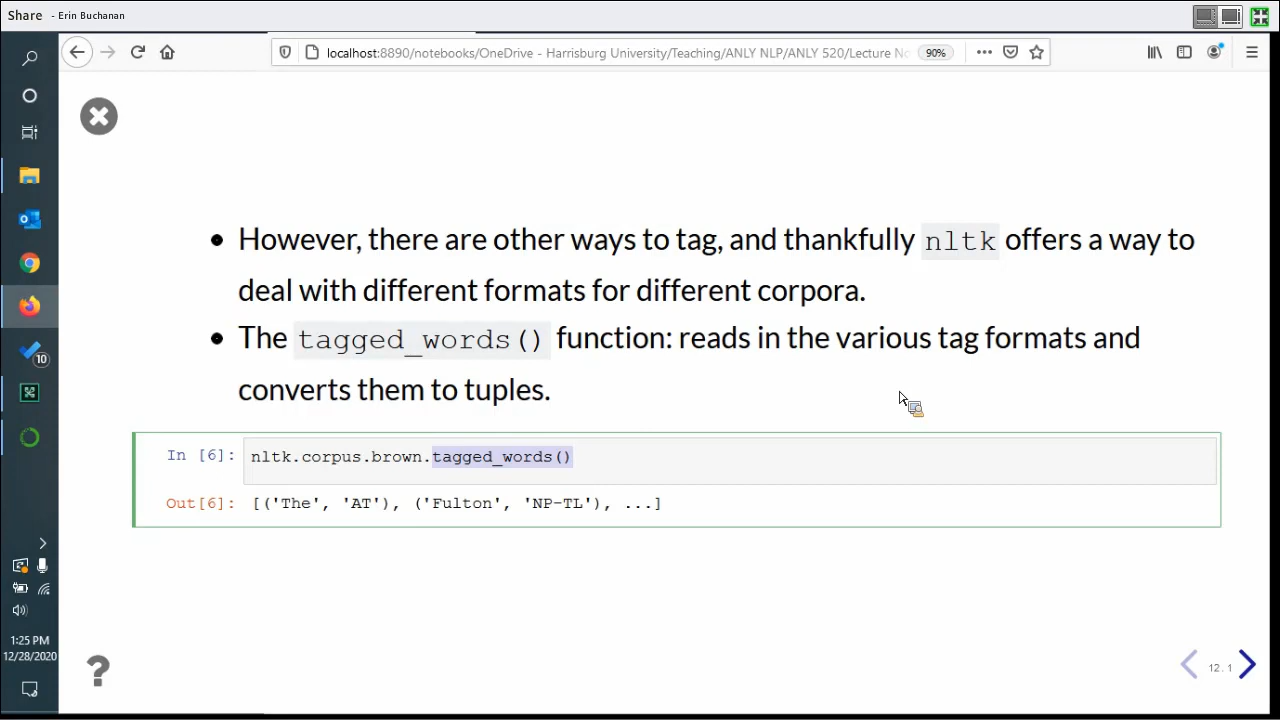 Share - Erin Buchanan
localhost:8890/notebooks/OneDrive - Harrisburg University/Teaching/ANLY NLP/ANLY 520/Lecture No
90%
• However, there are other ways to tag, and thankfully nltk offers a way to
deal with different formats for different corpora.
• The tagged_words() function: reads in the various tag formats and
converts them to tuples.
In [6]: nltk.corpus.brown.tagged_words()
Out[6]: [('The', 'AT'), ('Fulton', 'NP-TL'), ...]
10
1:25 PM
12/28/2020
?
12.1